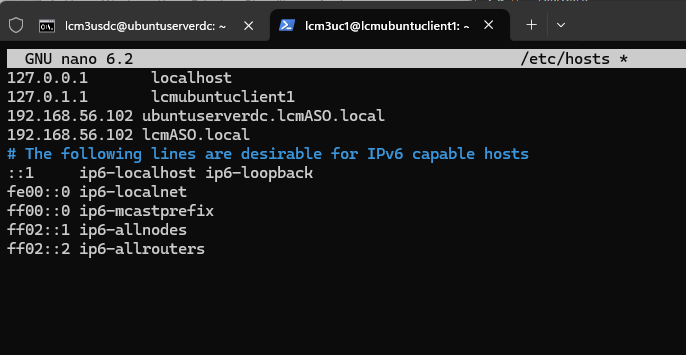 lcm3usdc@ubuntuserverdc: ~
lcm3uc1@lcmubuntuclient1: ~
GNU nano 6.2 /etc/hosts *
127.0.0.1 localhost
127.0.1.1 lcmubuntuclient1
192.168.56.102 ubuntuserverdc.lcmASO.local
192.168.56.102 lcmASO.local
# The following lines are desirable for IPv6 capable hosts
::1 ip6-localhost ip6-loopback
fe00::0 ip6-localnet
ff00::0 ip6-mcastprefix
ff02::1 ip6-allnodes
ff02::2 ip6-allrouters